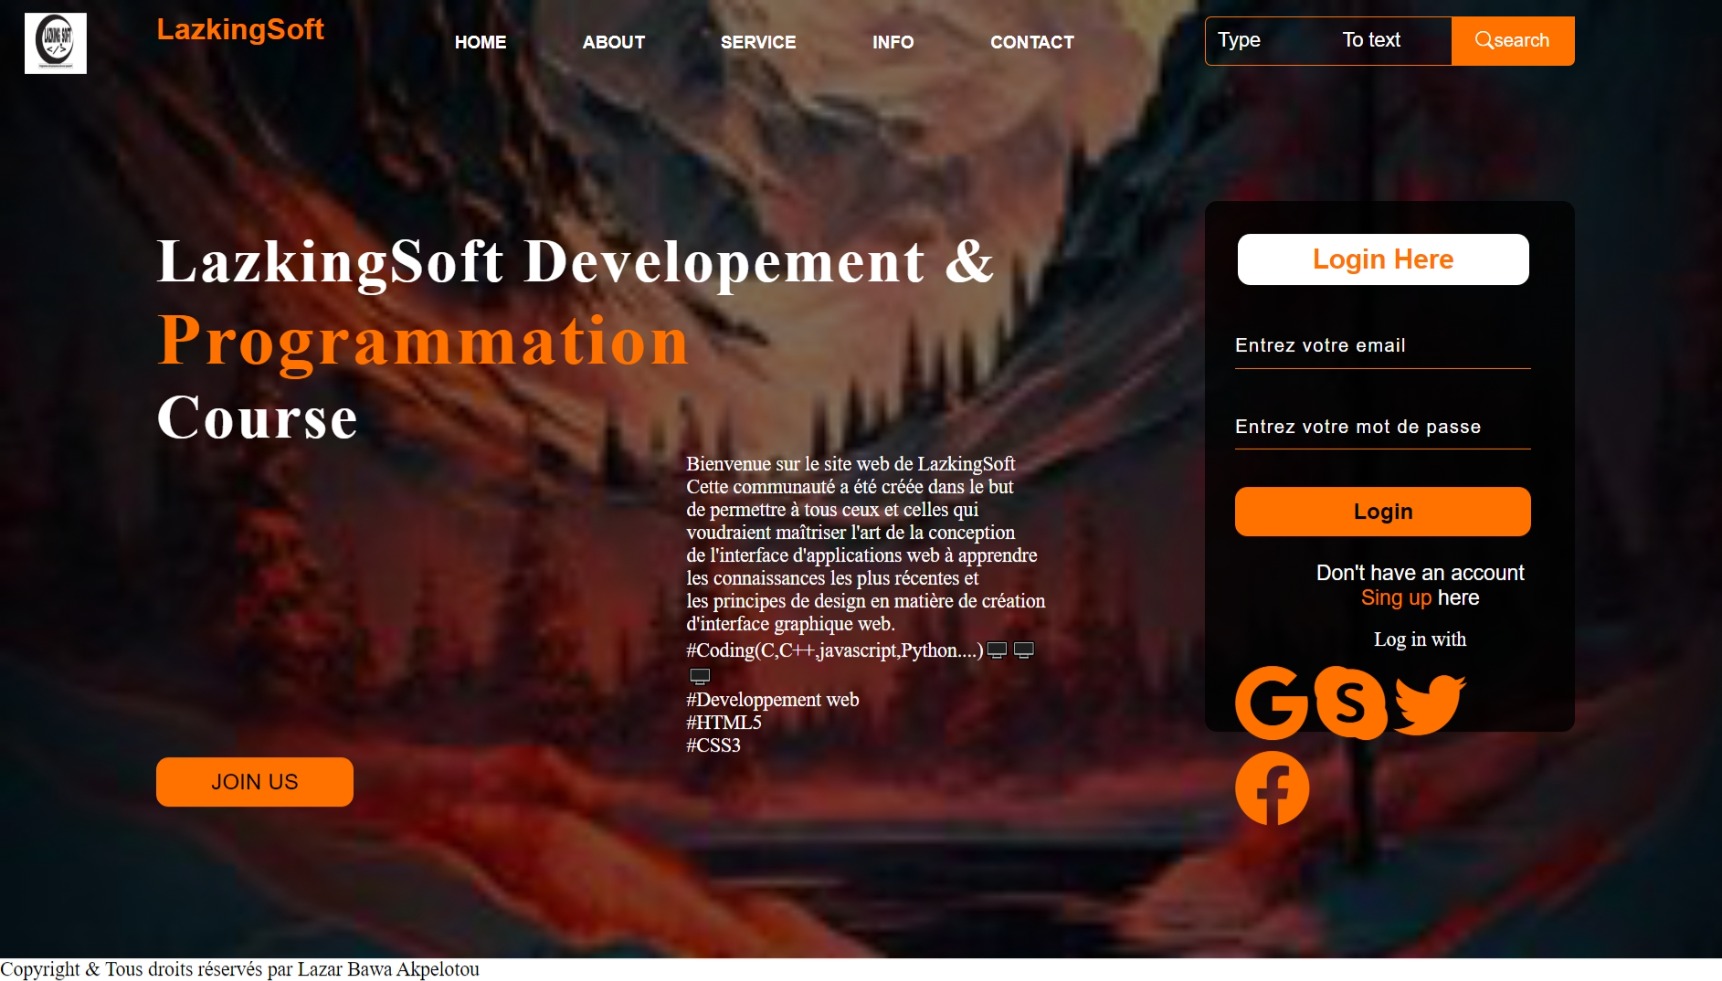 LAZKING SOFT
</>
LazkingSoft
HOME
ABOUT
SERVICE
INFO
CONTACT
Type To text
search
LazkingSoft Developement &
Programmation
Course
Bienvenue sur le site web de LazkingSoft
Cette communauté a été créée dans le but
de permettre à tous ceux et celles qui
voudraient maîtriser l'art de la conception
de l'interface d'applications web à apprendre
les connaissances les plus récentes et
les principes de design en matière de création
d'interface graphique web.
#Coding(C,C++,javascript,Python....)
#Developpement web
#HTML5
#CSS3
JOIN US
Login Here
Entrez votre email
Entrez votre mot de passe
Login
Don't have an account
Sing up here
Log in with
Copyright & Tous droits réservés par Lazar Bawa Akpelotou